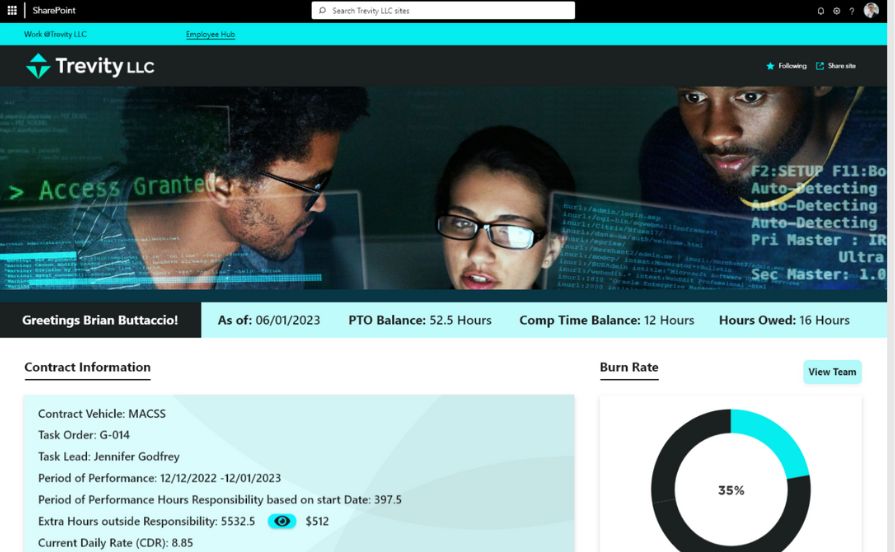 SharePoint
Search Trevity LLC sites
Work @Trevity LLC
Employee Hub
Trevity LLC
Following
Share site
> Access Granted
F2:SETUP F11:Bo
Auto-Detecting
Auto-Detecting
Auto-Detecting
Pri Master : IR
Ultra
Sec Master: 1.0
Greetings Brian Buttaccio!
As of: 06/01/2023
PTO Balance: 52.5 Hours
Comp Time Balance: 12 Hours
Hours Owed: 16 Hours
Contract Information
Burn Rate
View Team
Contract Vehicle: MACSS
Task Order: G-014
Task Lead: Jennifer Godfrey
Period of Performance: 12/12/2022 -12/01/2023
Period of Performance Hours Responsibility based on start Date: 397.5
Extra Hours outside Responsibility: 5532.5
$512
Current Daily Rate (CDR): 8.85
35%